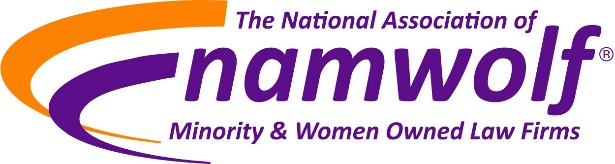 The National Association of
namwolf®
Minority & Women Owned Law Firms